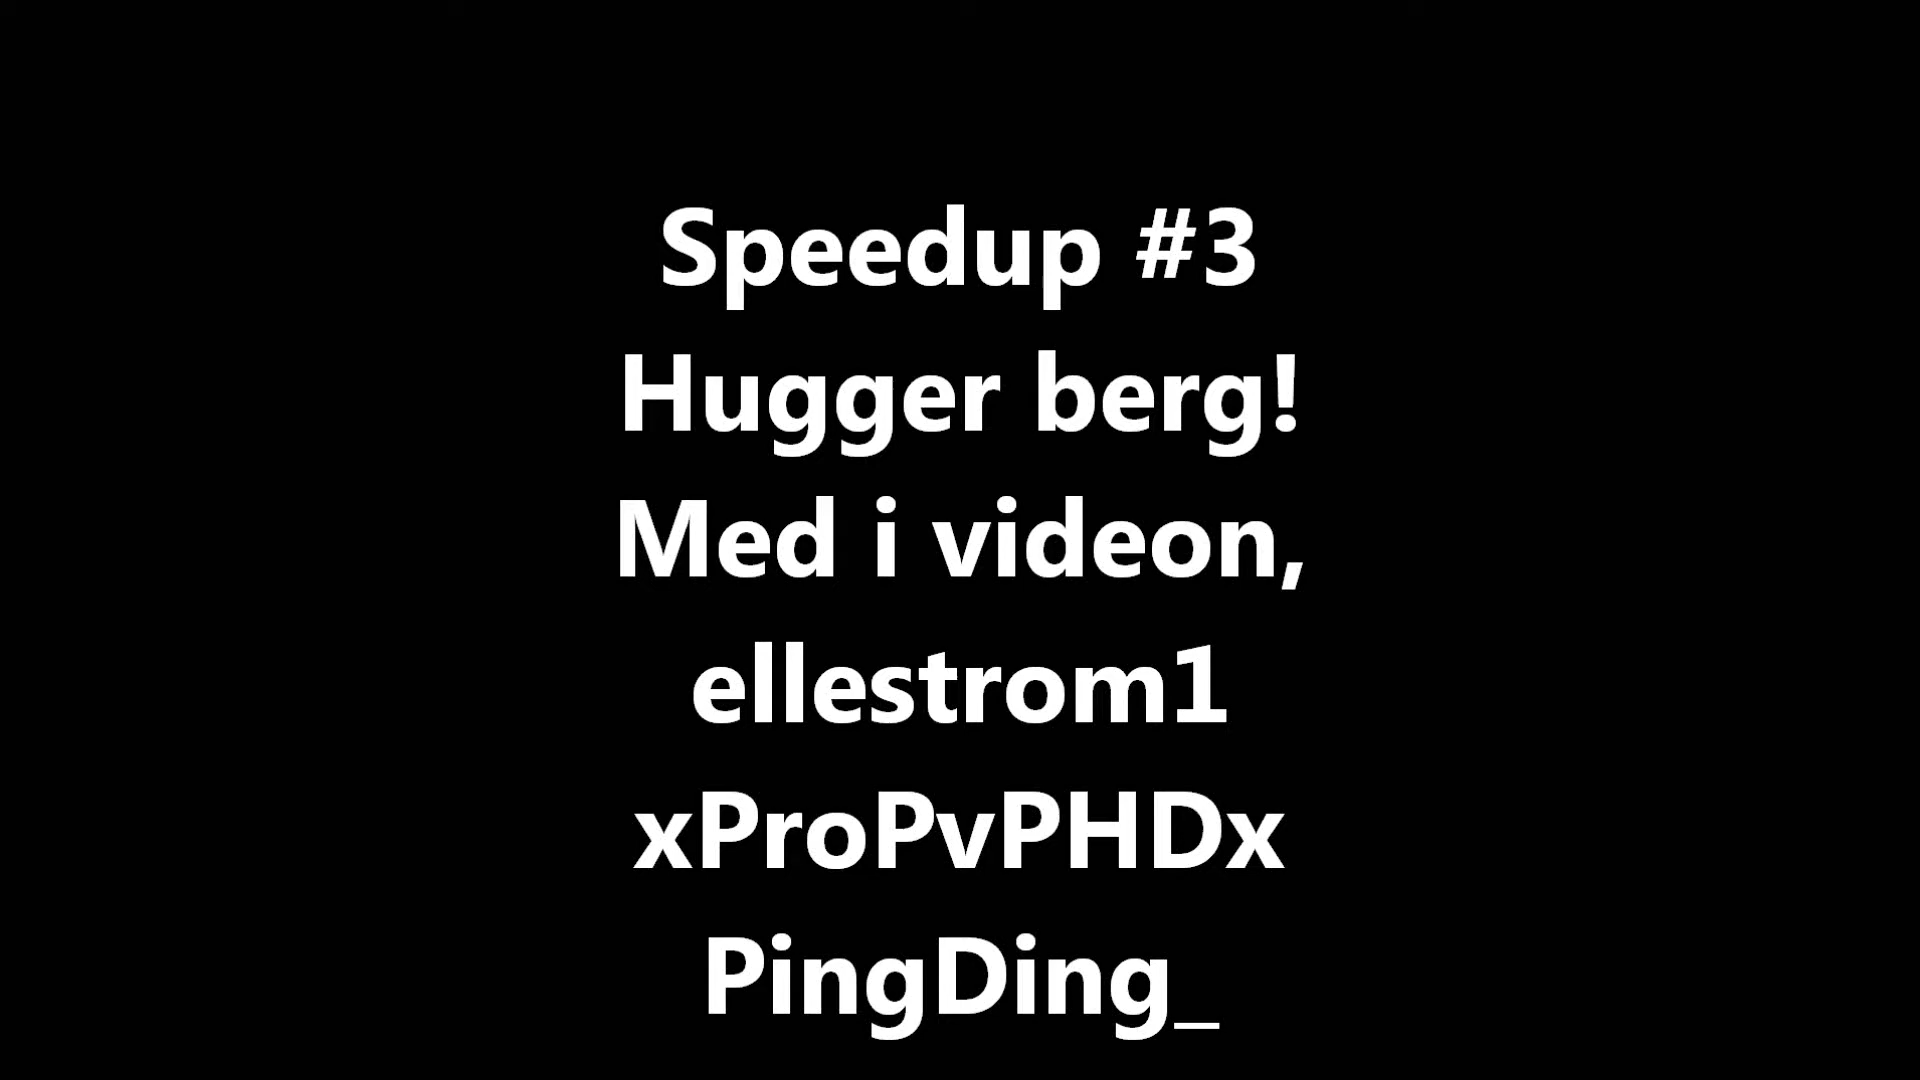 Speedup #3
Hugger berg!
Med i videon,
ellestrom1
xProPvPHDx
PingDing_